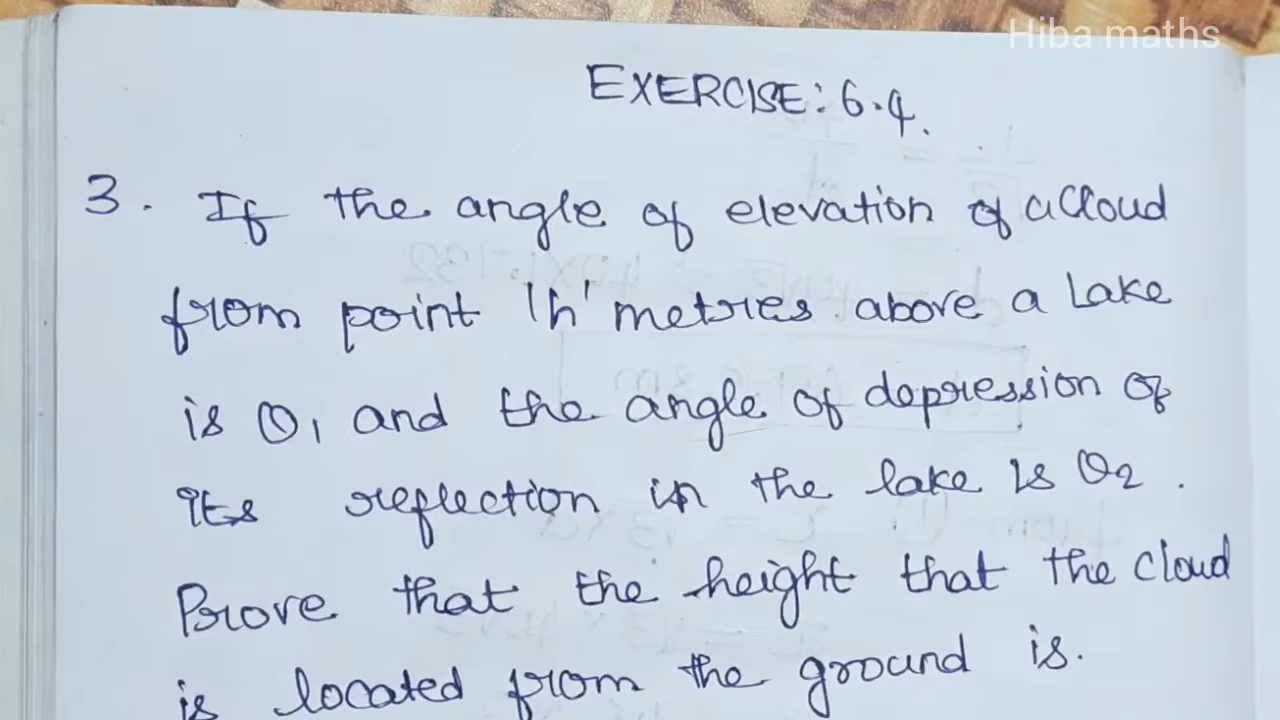 Hiba maths
EXERCISE: 6.4.
3. If the angle of elevation of a cloud
from point 'h' metries above a lake
is θ1 and the angle of depression of
its reflection in the lake is θ2.
Prove that the height that the cloud
is located from the ground is.